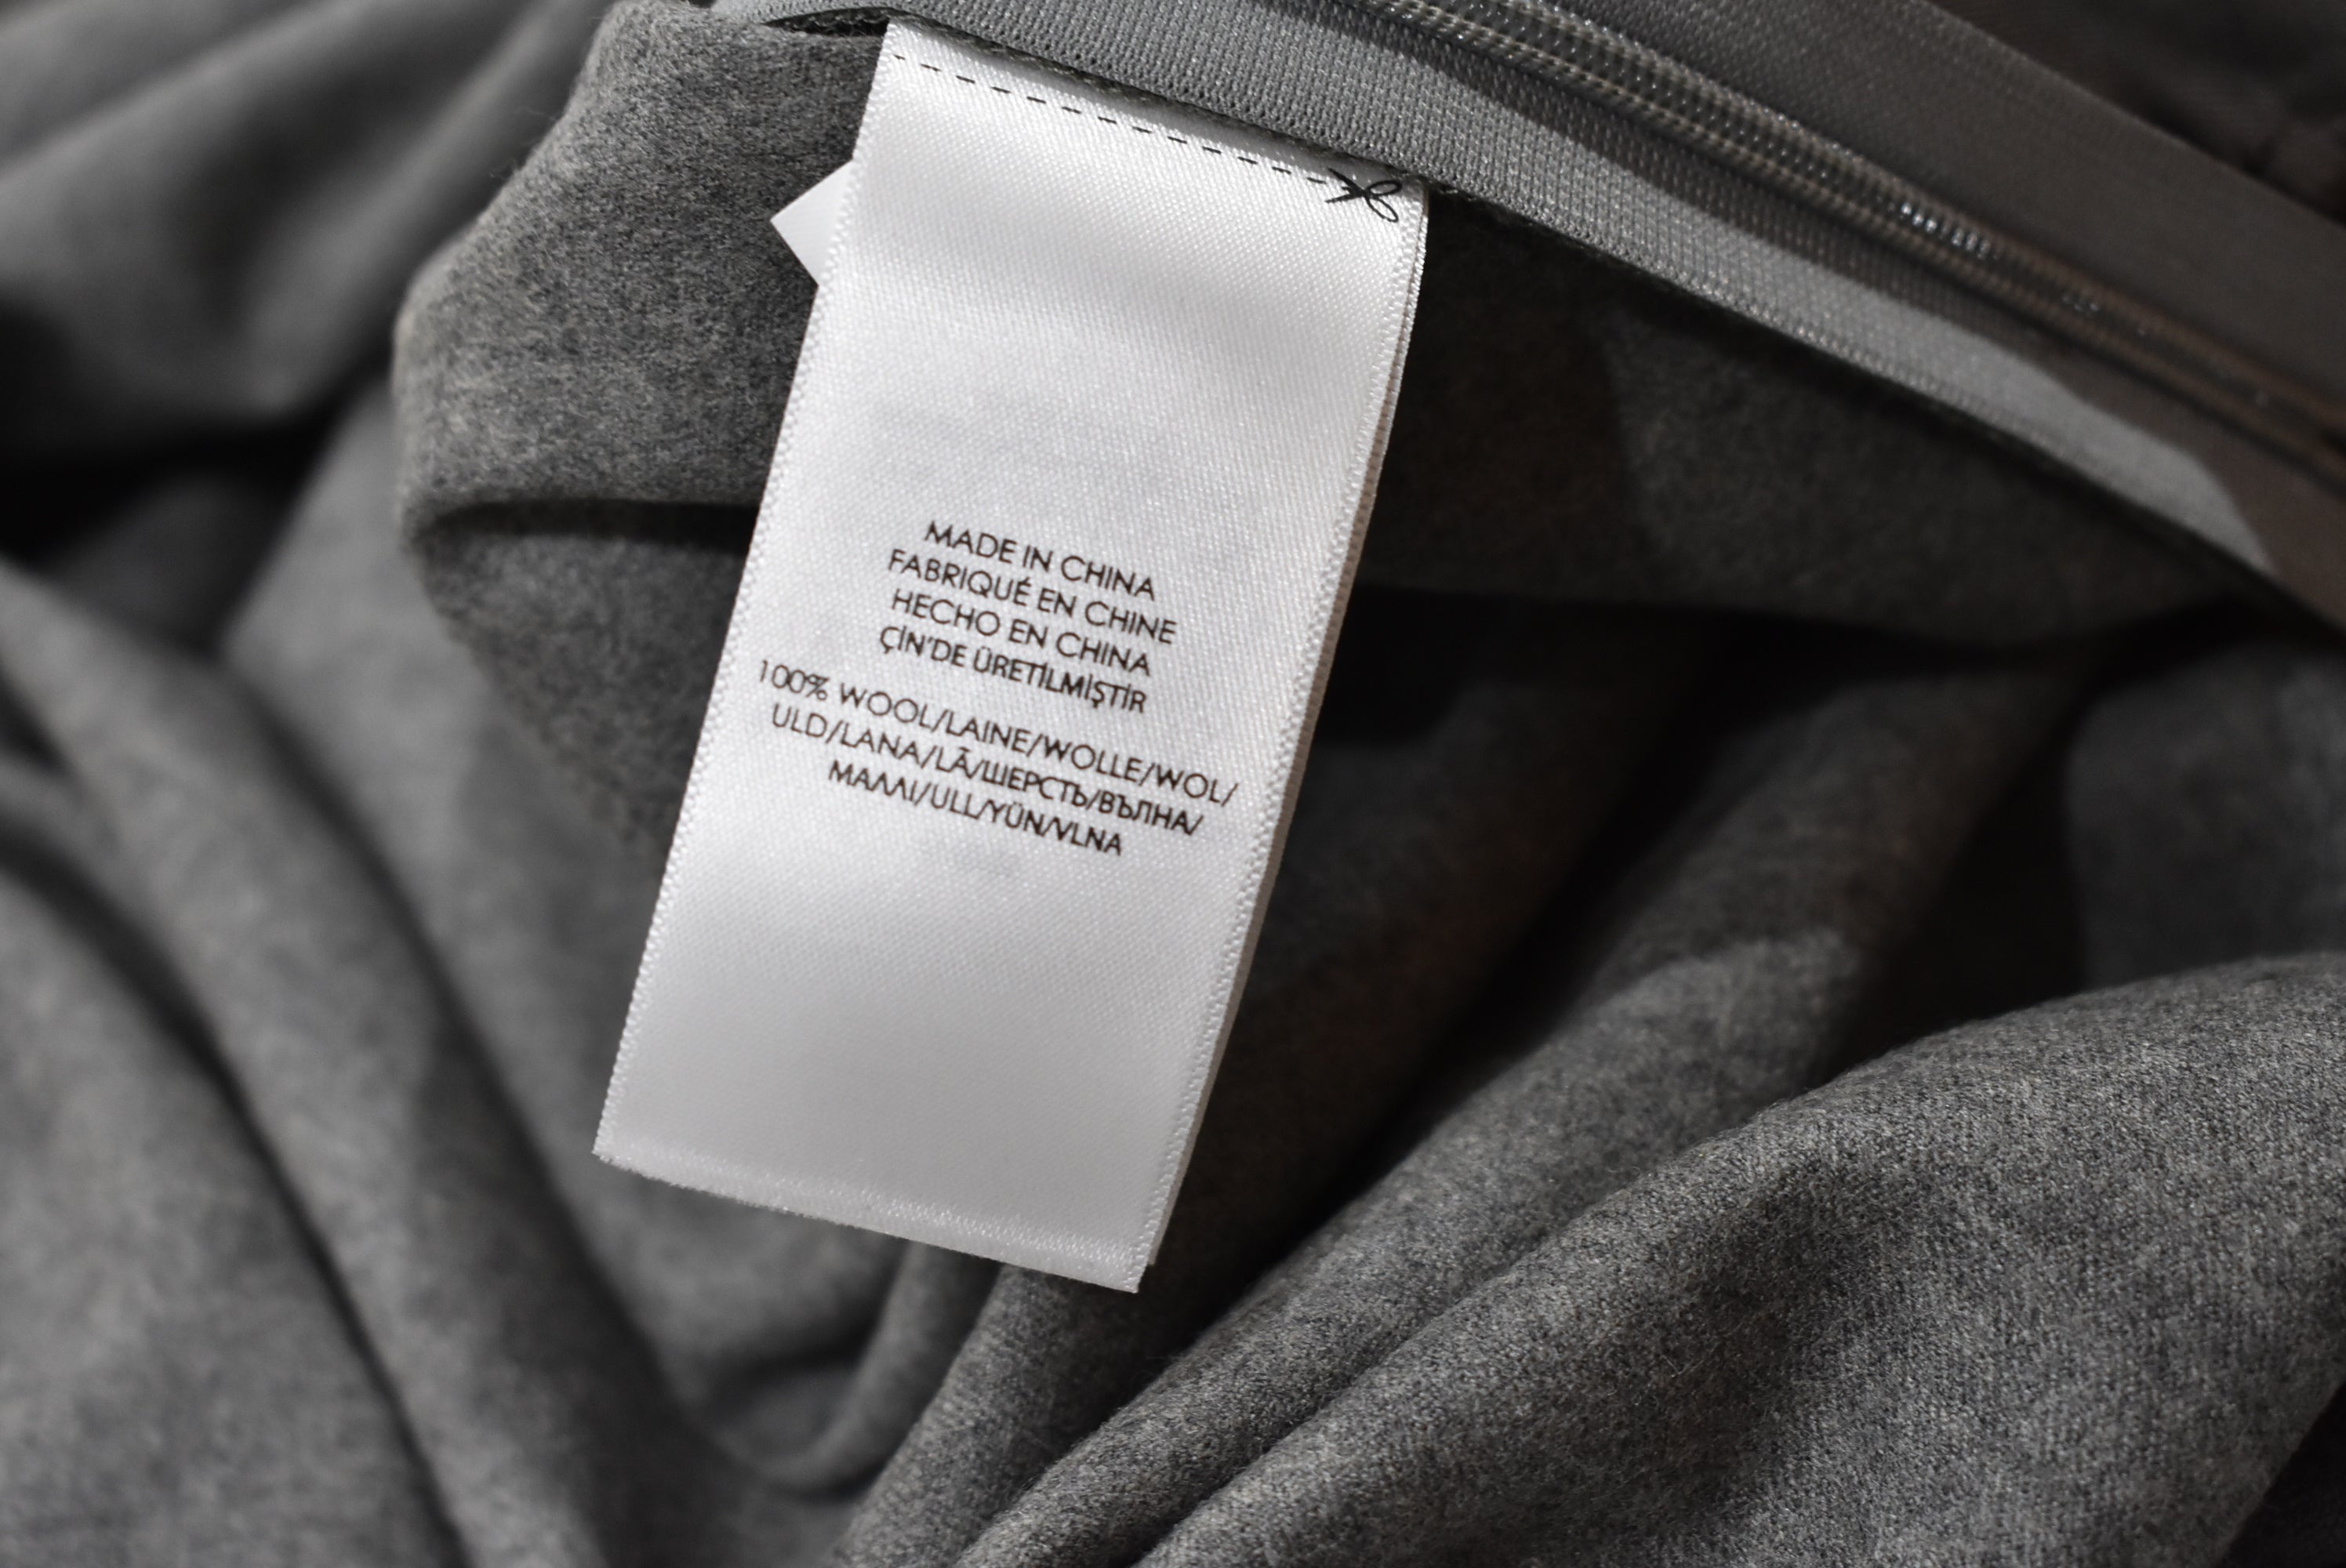 MADE IN CHINA
FABRIQUÉ EN CHINE
HECHO EN CHINA
ÇİN'DE ÜRETİLMİŞTİR
100% WOOL/LAINE/WOLLE/WOL/
ULD/LANA/LÃ/ШЕРСТЬ/ВЪЛНА/
ΜΑΛΛΙ/ULL/YÜN/VLNA